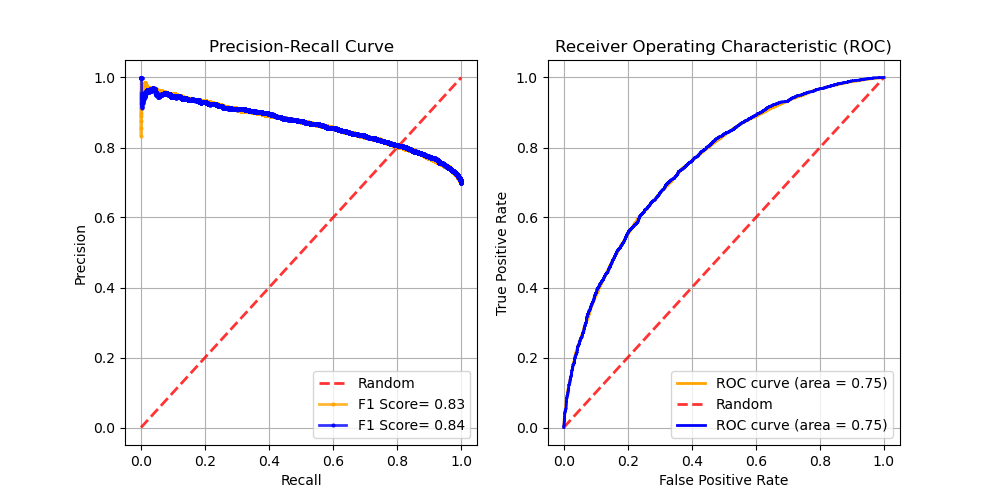 Precision-Recall Curve
Precision
1.0
0.8
0.6
0.4
0.2
0.0
0.0 0.2 0.4 0.6 0.8 1.0
Recall
Random
F1 Score= 0.83
F1 Score= 0.84
Receiver Operating Characteristic (ROC)
True Positive Rate
1.0
0.8
0.6
0.4
0.2
0.0
0.0 0.2 0.4 0.6 0.8 1.0
False Positive Rate
ROC curve (area = 0.75)
Random
ROC curve (area = 0.75)